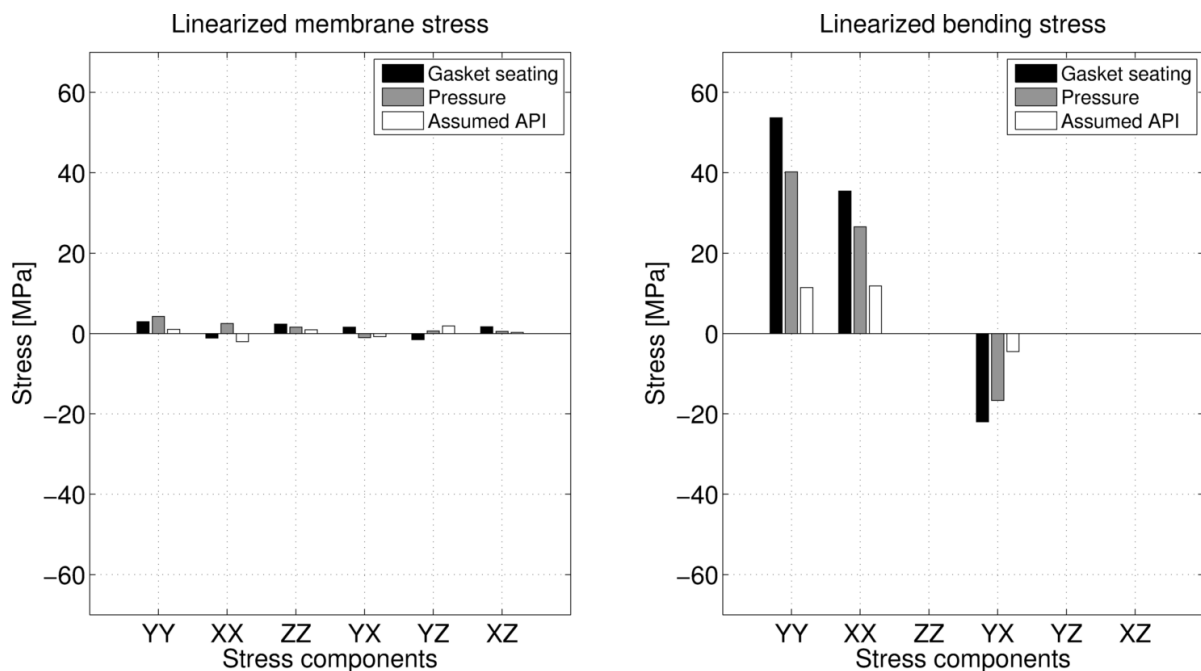 Linearized membrane stress
Gasket seating
Pressure
Assumed API
60
40
20
0
−20
−40
−60
Stress [MPa]
YY XX ZZ YX YZ XZ
Stress components
Linearized bending stress
Gasket seating
Pressure
Assumed API
60
40
20
0
−20
−40
−60
Stress [MPa]
YY XX ZZ YX YZ XZ
Stress components